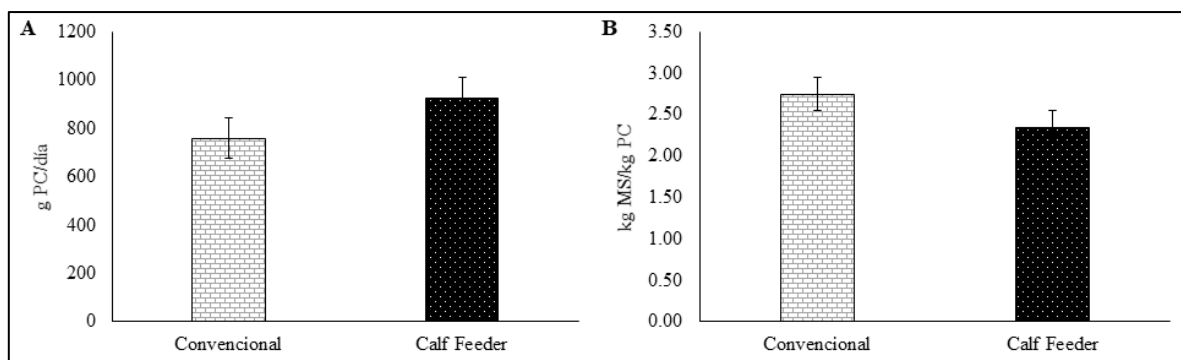 A
g PC/día
1200
1000
800
600
400
200
0
Convencional
Calf Feeder
B
kg MS/kg PC
3.50
3.00
2.50
2.00
1.50
1.00
0.50
0.00
Convencional
Calf Feeder